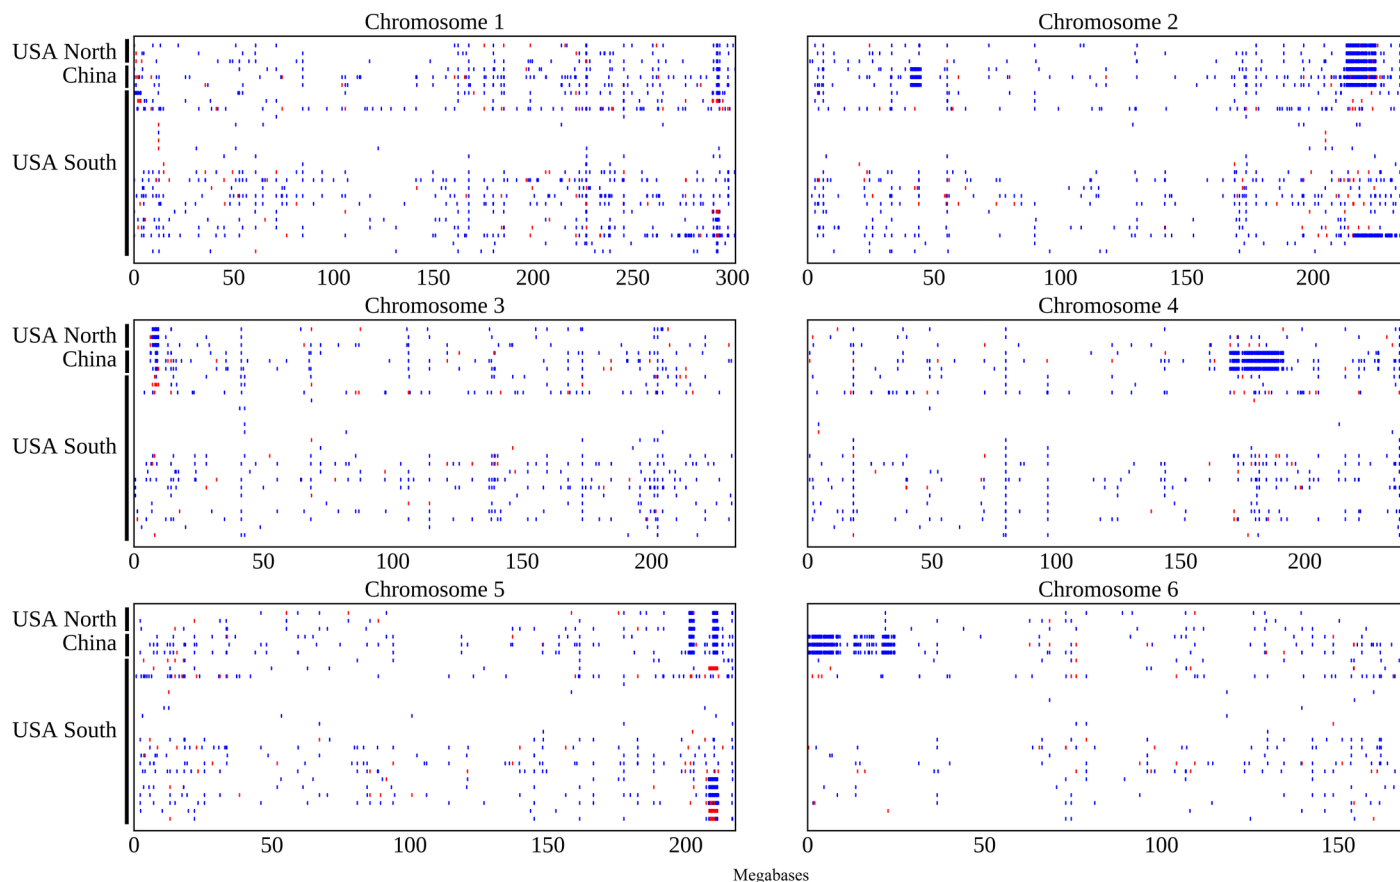 Chromosome 1
Chromosome 2
USA North
China
USA South
0 50 100 150 200 250 300
0 50 100 150 200
Chromosome 3
Chromosome 4
USA North
China
USA South
0 50 100 150 200
0 50 100 150 200
Chromosome 5
Chromosome 6
USA North
China
USA South
0 50 100 150 200
0 50 100 150
Megabases